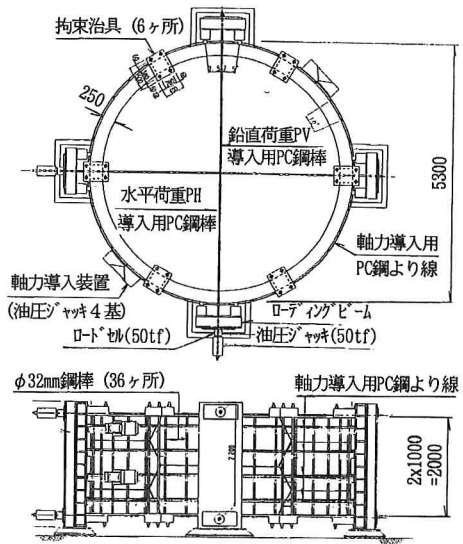 拘束治具 (6ヶ所)
250
鉛直荷重PV
導入用PC鋼棒
5300
水平荷重PH
導入用PC鋼棒
軸力導入用
PC鋼より線
軸力導入装置
(油圧ジャッキ4基)
ローディングビーム
ロードセル(50tf)
油圧ジャッキ(50tf)
φ32mm鋼棒 (36ヶ所)
軸力導入用PC鋼より線
2x1000
=2000